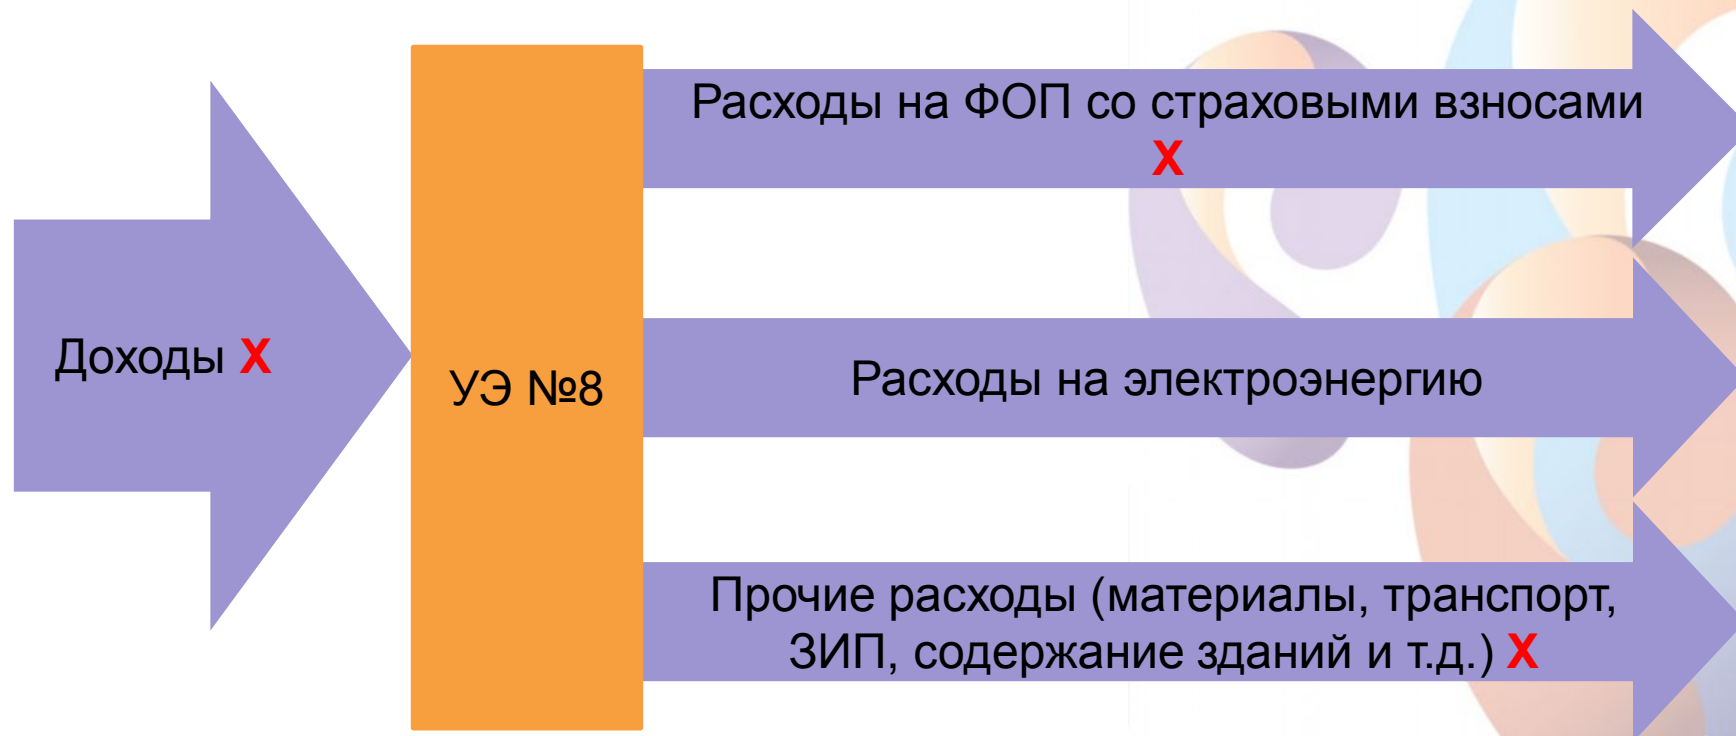 Доходы X
УЭ №8
Расходы на ФОП со страховыми взносами
X
Расходы на электроэнергию
Прочие расходы (материалы, транспорт,
ЗИП, содержание зданий и т.д.) X